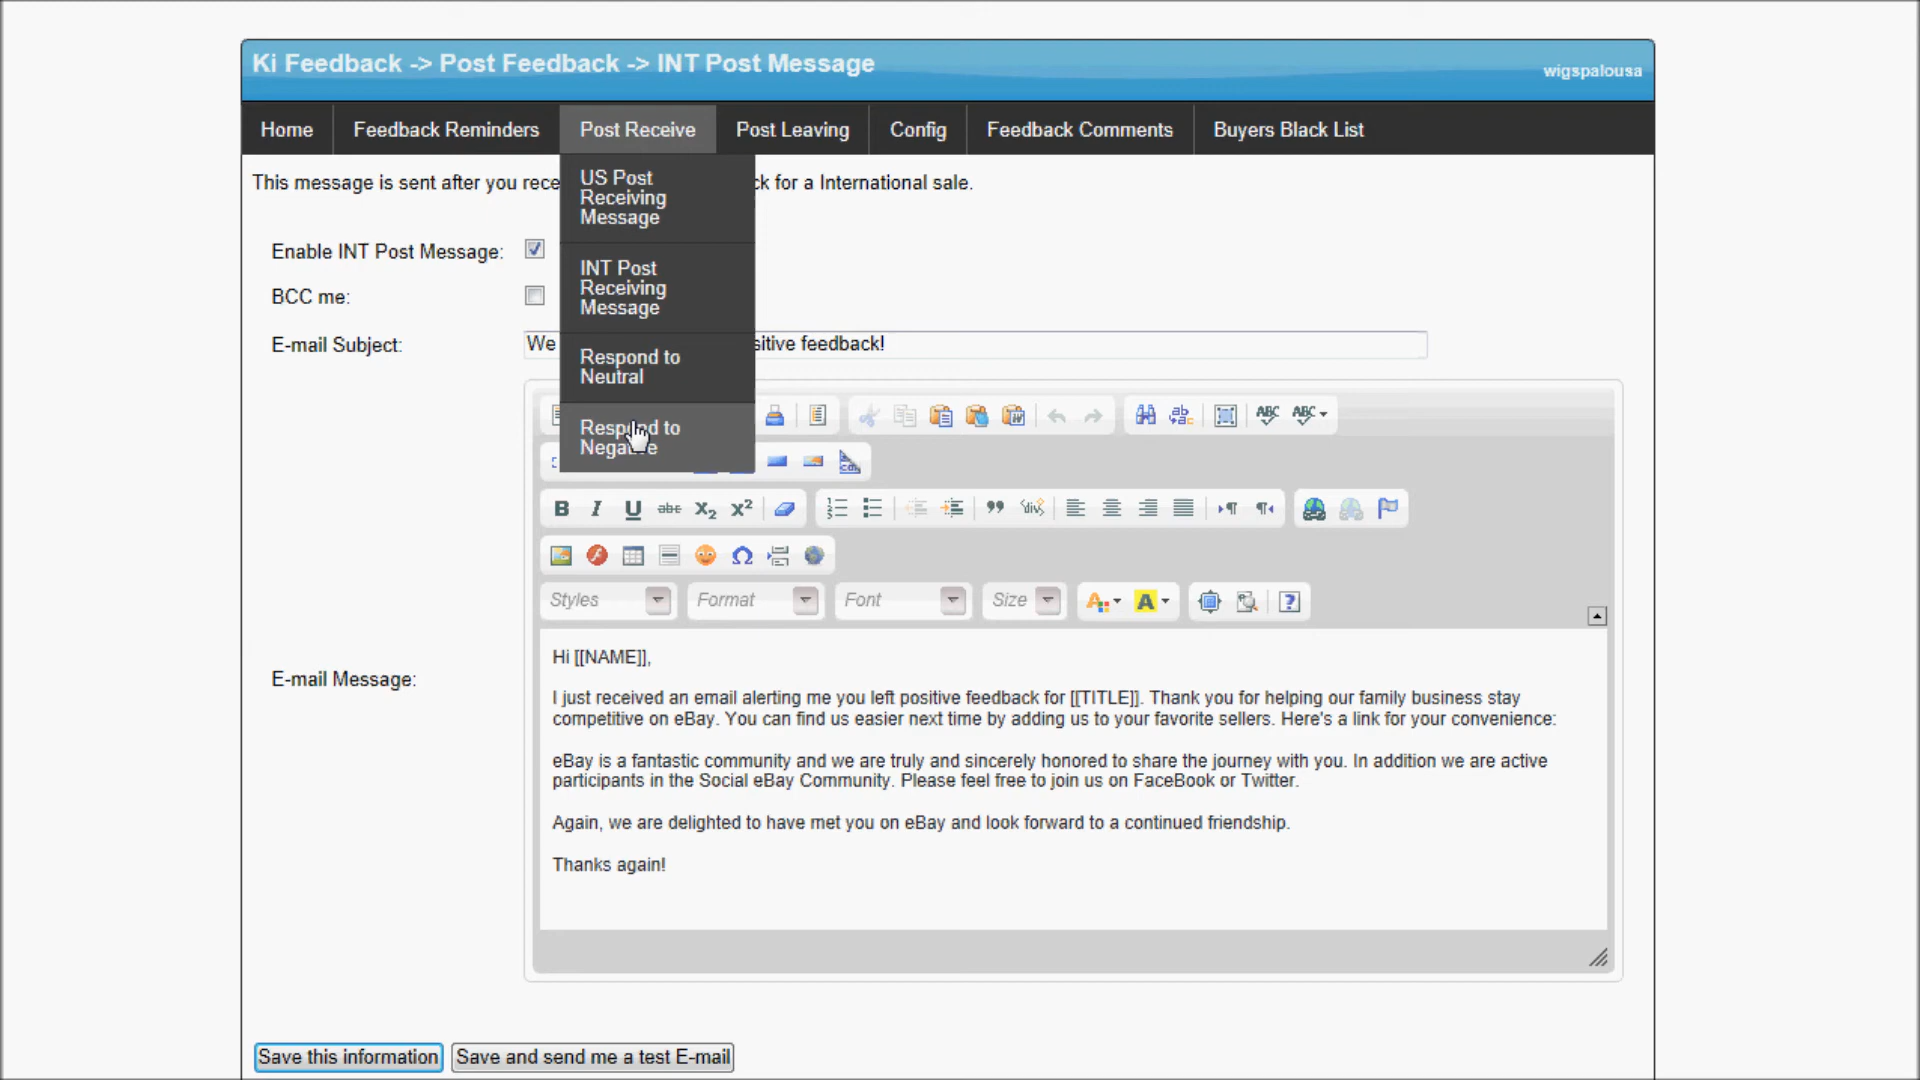 Ki Feedback -> Post Feedback -> INT Post Message
wigspalousa
Home Feedback Reminders Post Receive Post Leaving Config Feedback Comments Buyers Black List
US Post
Receiving
Message
INT Post
Receiving
Message
Respond to
Neutral
Respond to
Negative
This message is sent after you rece k for a International sale.
Enable INT Post Message:
BCC me:
E-mail Subject:
We sitive feedback!
ABC ABC
B I U abc X₂ X²
Styles Format Font Size A A
E-mail Message:
Hi [[NAME]],
I just received an email alerting me you left positive feedback for [[TITLE]]. Thank you for helping our family business stay
competitive on eBay. You can find us easier next time by adding us to your favorite sellers. Here's a link for your convenience:
eBay is a fantastic community and we are truly and sincerely honored to share the journey with you. In addition we are active
participants in the Social eBay Community. Please feel free to join us on FaceBook or Twitter.
Again, we are delighted to have met you on eBay and look forward to a continued friendship.
Thanks again!
Save this information Save and send me a test E-mail